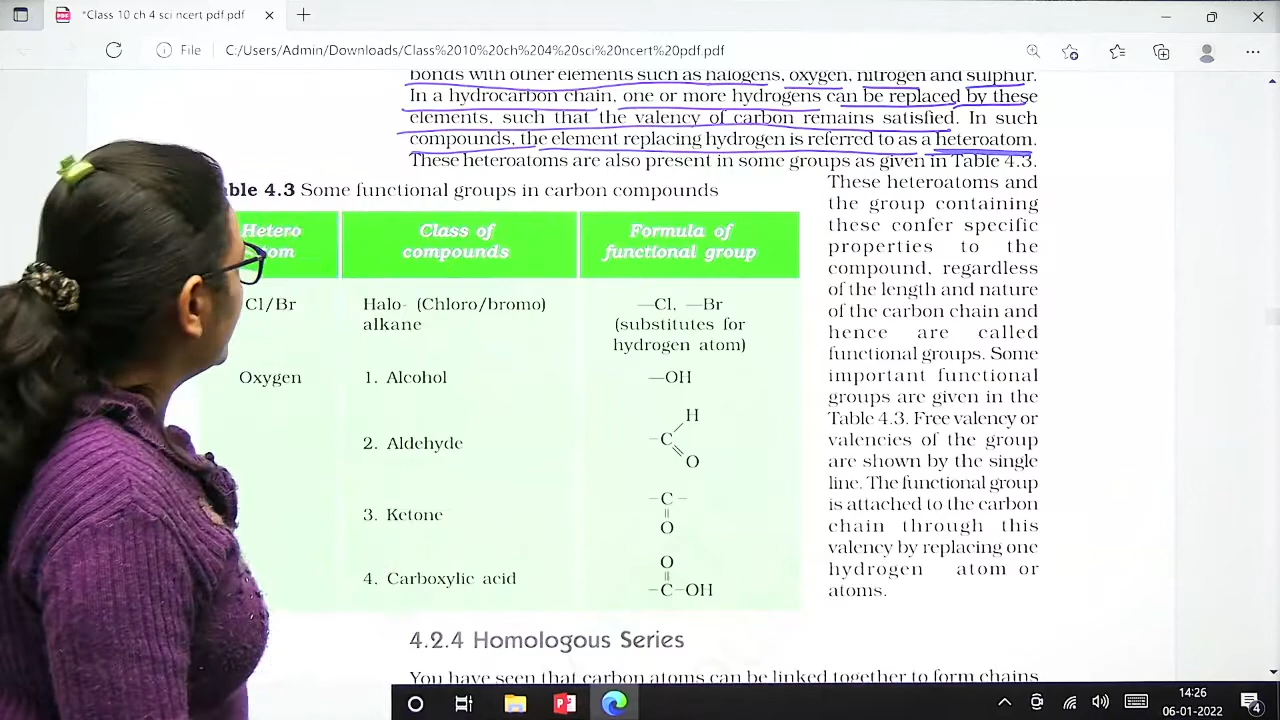 *Class 10 ch 4 sci ncert pdf.pdf
File C:/Users/Admin/Downloads/Class%2010%20ch%204%20sci%20ncert%20pdf.pdf
bonds with other elements such as halogens, oxygen, nitrogen and sulphur.
In a hydrocarbon chain, one or more hydrogens can be replaced by these
elements, such that the valency of carbon remains satisfied. In such
compounds, the element replacing hydrogen is referred to as a heteroatom.
These heteroatoms are also present in some groups as given in Table 4.3.
4.3 Some functional groups in carbon compounds
Hetero
Class of
compounds
Formula of
functional group
Cl/Br
Halo- (Chloro/bromo)
alkane
—Cl, —Br
(substitutes for
hydrogen atom)
Oxygen
1. Alcohol
—OH
2. Aldehyde
H
-C
O
3. Ketone
-C-
O
4. Carboxylic acid
O
-C-OH
These heteroatoms and
the group containing
these confer specific
properties to the
compound, regardless
of the length and nature
of the carbon chain and
hence are called
functional groups. Some
important functional
groups are given in the
Table 4.3. Free valency or
valencies of the group
are shown by the single
line. The functional group
is attached to the carbon
chain through this
valency by replacing one
hydrogen atom or
atoms.
4.2.4 Homologous Series
You have seen that carbon atoms can be linked together to form chains
14:26
06-01-2022
4